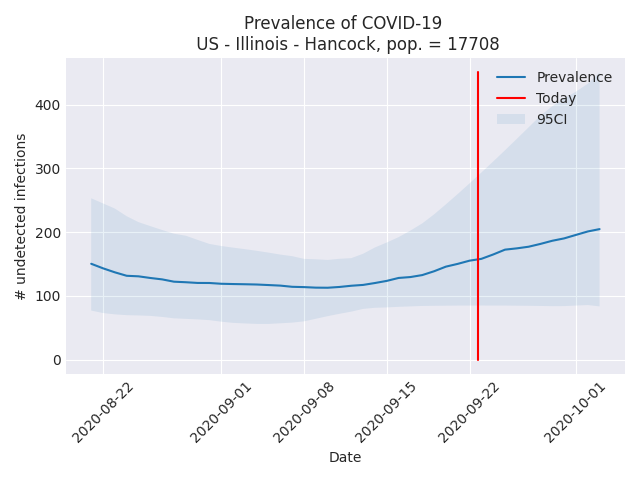 Prevalence of COVID-19
US - Illinois - Hancock, pop. = 17708
Prevalence
Today
95CI
# undetected infections
400
300
200
100
0
2020-08-22
2020-09-01
2020-09-08
2020-09-15
2020-09-22
2020-10-01
Date